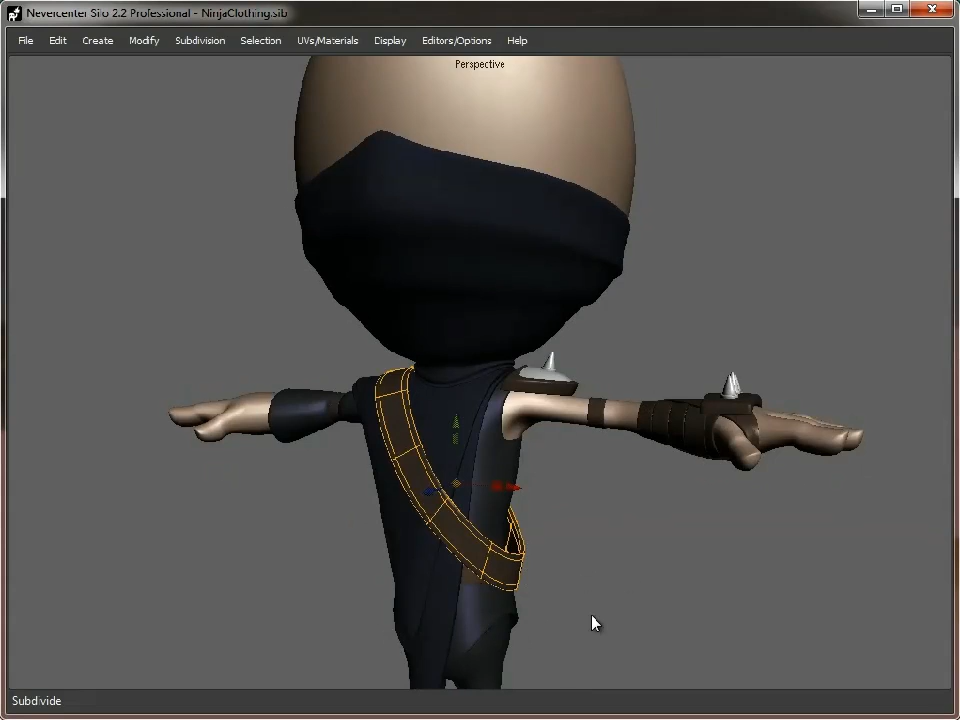 Nevercenter Silo 2.2 Professional - NinjaClothing.sib
File Edit Create Modify Subdivision Selection UVs/Materials Display Editors/Options Help
Perspective
Subdivide